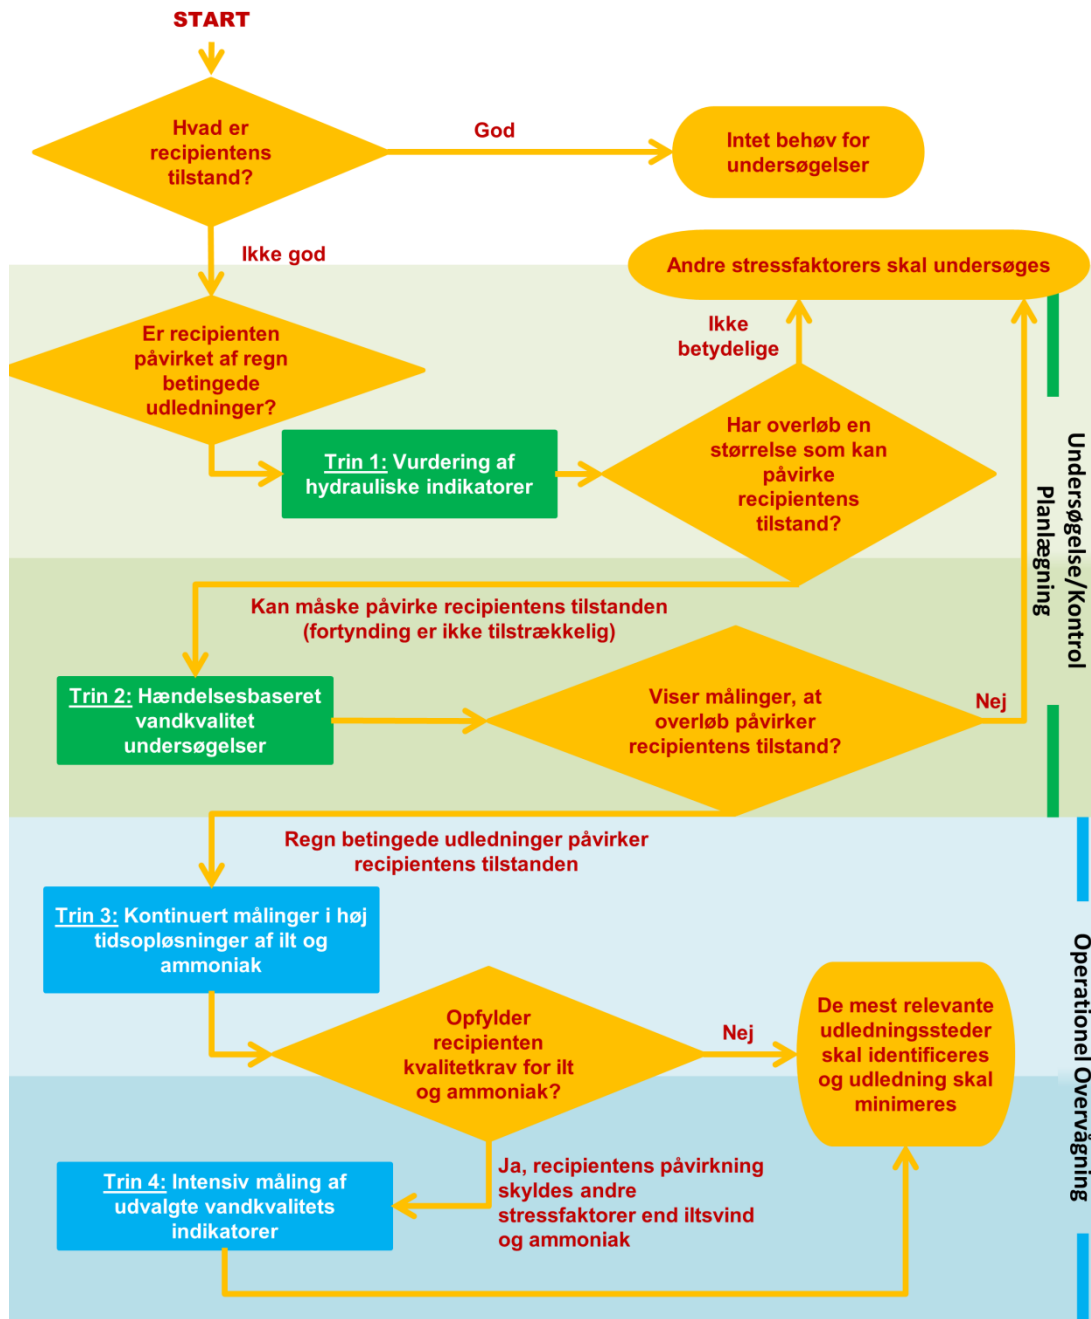 START
Hvad er
recipientens
tilstand?
God
Intet behøv for
undersøgelser
Ikke god
Andre stressfaktorers skal undersøges
Er recipienten
påvirket af regn
betingede
udledninger?
Ikke
betydelige
Trin 1: Vurdering af
hydrauliske indikatorer
Har overløb en
størrelse som kan
påvirke
recipientens
tilstand?
Undersøgelse/Kontrol
Planlægning
Kan måske påvirke recipientens tilstanden
(fortynding er ikke tilstrækkelig)
Trin 2: Hændelsesbaseret
vandkvalitet
undersøgelser
Viser målinger, at
overløb påvirker
recipientens tilstand?
Nej
Regn betingede udledninger påvirker
recipientens tilstanden
Trin 3: Kontinuert målinger i høj
tidsopløsninger af ilt og
ammoniak
Opfylder
recipienten
kvalitetkrav for ilt
og ammoniak?
Nej
De mest relevante
udledningssteder
skal identificeres
og udledning skal
minimeres
Operationel Overvågning
Ja, recipientens påvirkning
skyldes andre
stressfaktorer end iltsvind
og ammoniak
Trin 4: Intensiv måling af
udvalgte vandkvalitets
indikatorer